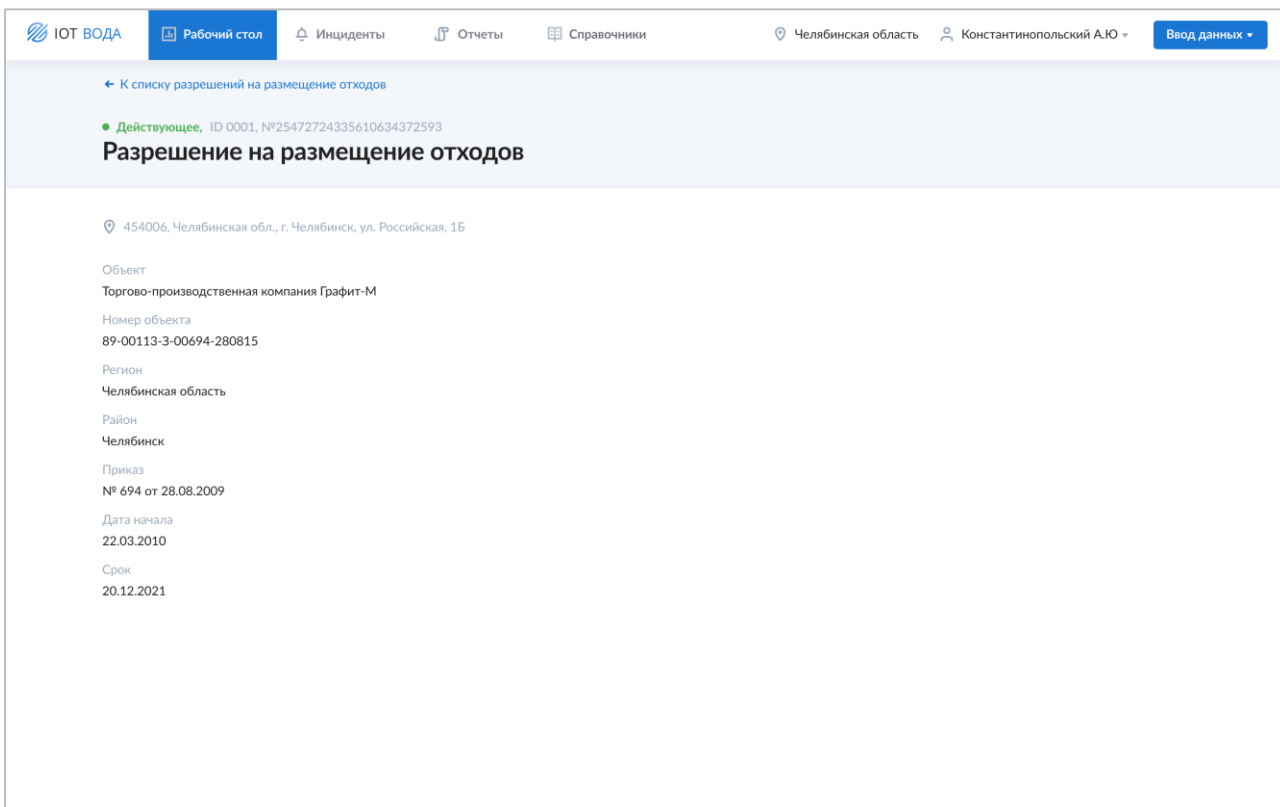 IOT ВОДА
Рабочий стол
Инциденты
Отчеты
Справочники
Челябинская область
Константинопольский А.Ю
Ввод данных
← К списку разрешений на размещение отходов
Действующее, ID 0001, №25472724335610634372593
Разрешение на размещение отходов
454006, Челябинская обл., г. Челябинск, ул. Российская, 1Б
Объект
Торгово-производственная компания Графит-М
Номер объекта
89-00113-З-00694-280815
Регион
Челябинская область
Район
Челябинск
Приказ
№ 694 от 28.08.2009
Дата начала
22.03.2010
Срок
20.12.2021